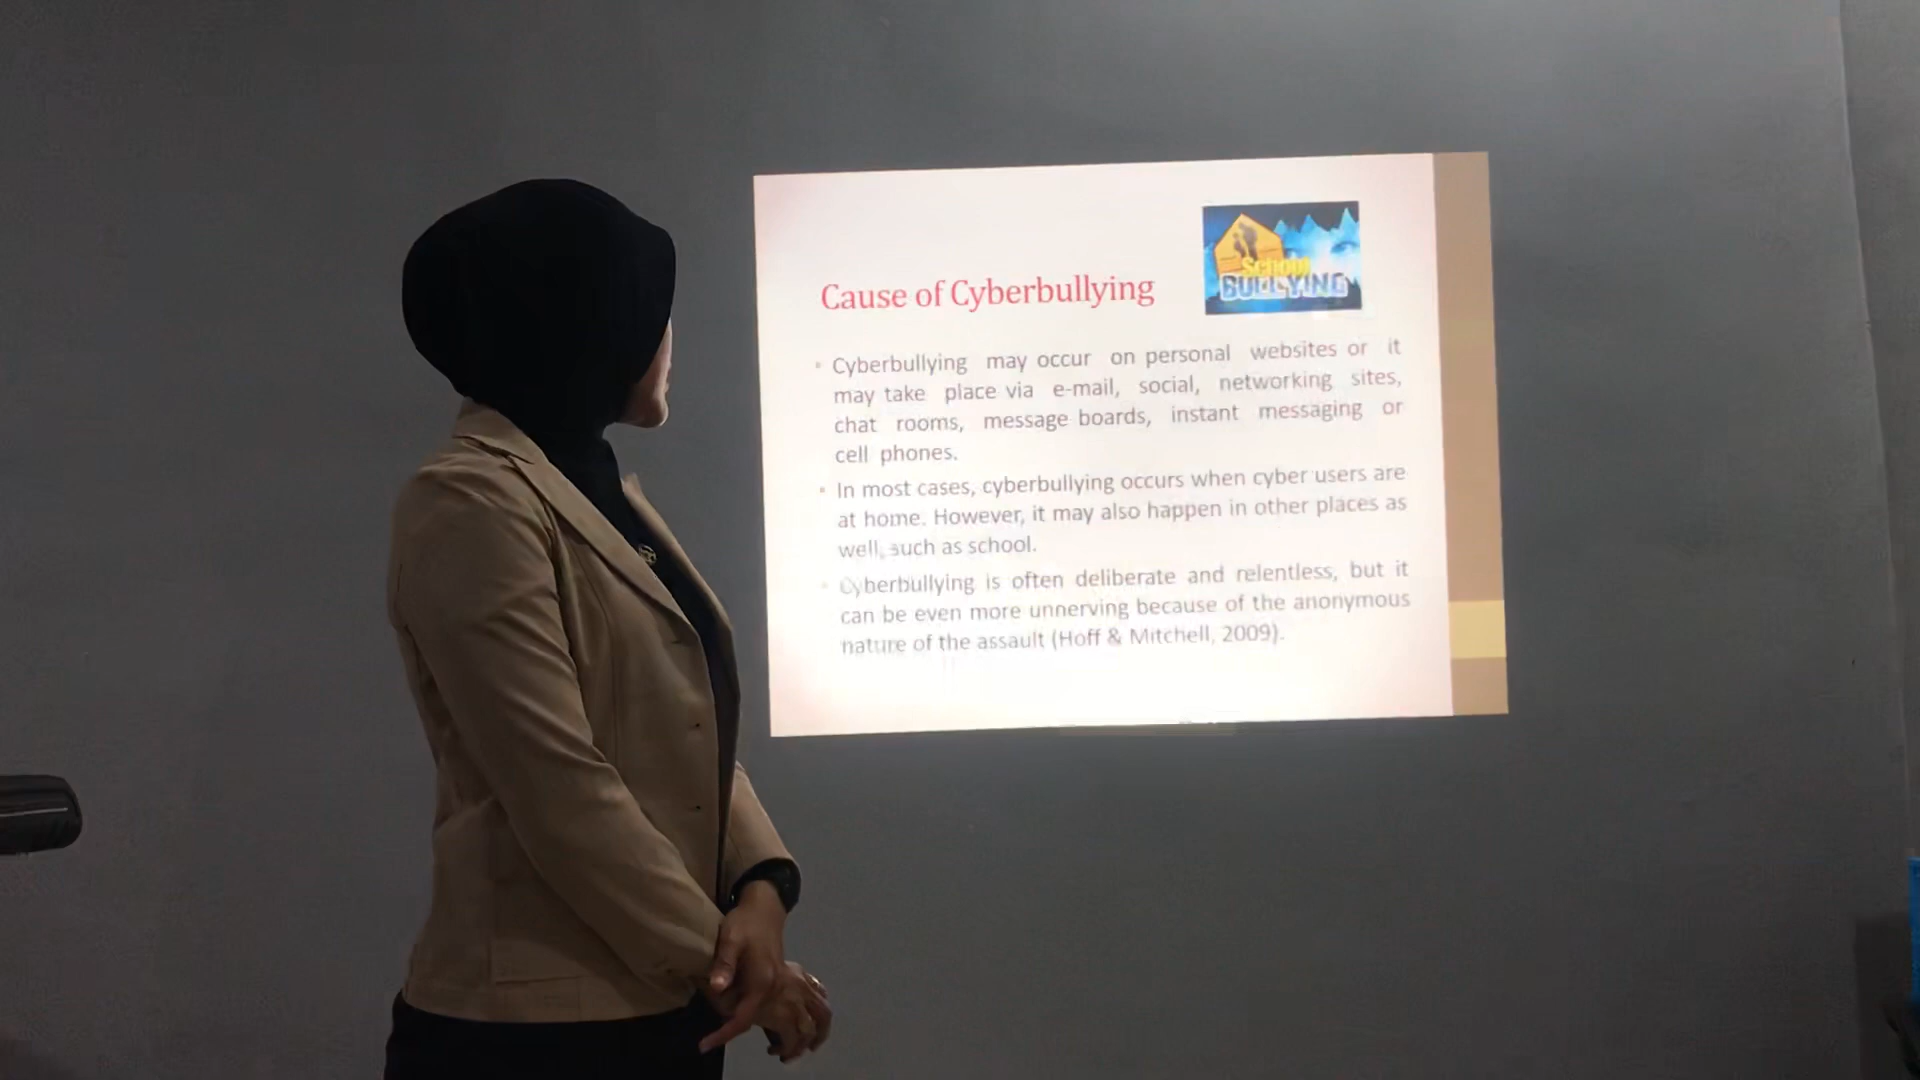 School
BULLYING
Cause of Cyberbullying
Cyberbullying may occur on personal websites or it
may take place via e-mail, social, networking sites,
chat rooms, message boards, instant messaging or
cell phones.
In most cases, cyberbullying occurs when cyber users are
at home. However, it may also happen in other places as
well, such as school.
Cyberbullying is often deliberate and relentless, but it
can be even more unnerving because of the anonymous
nature of the assault (Hoff & Mitchell, 2009).